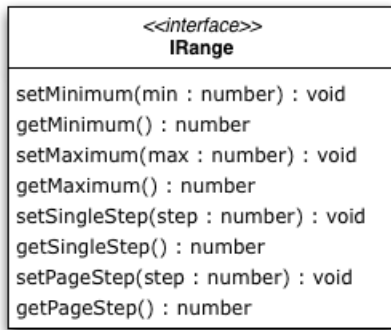 <<interface>>
IRange
setMinimum(min : number) : void
getMinimum() : number
setMaximum(max : number) : void
getMaximum() : number
setSingleStep(step : number) : void
getSingleStep() : number
setPageStep(step : number) : void
getPageStep() : number